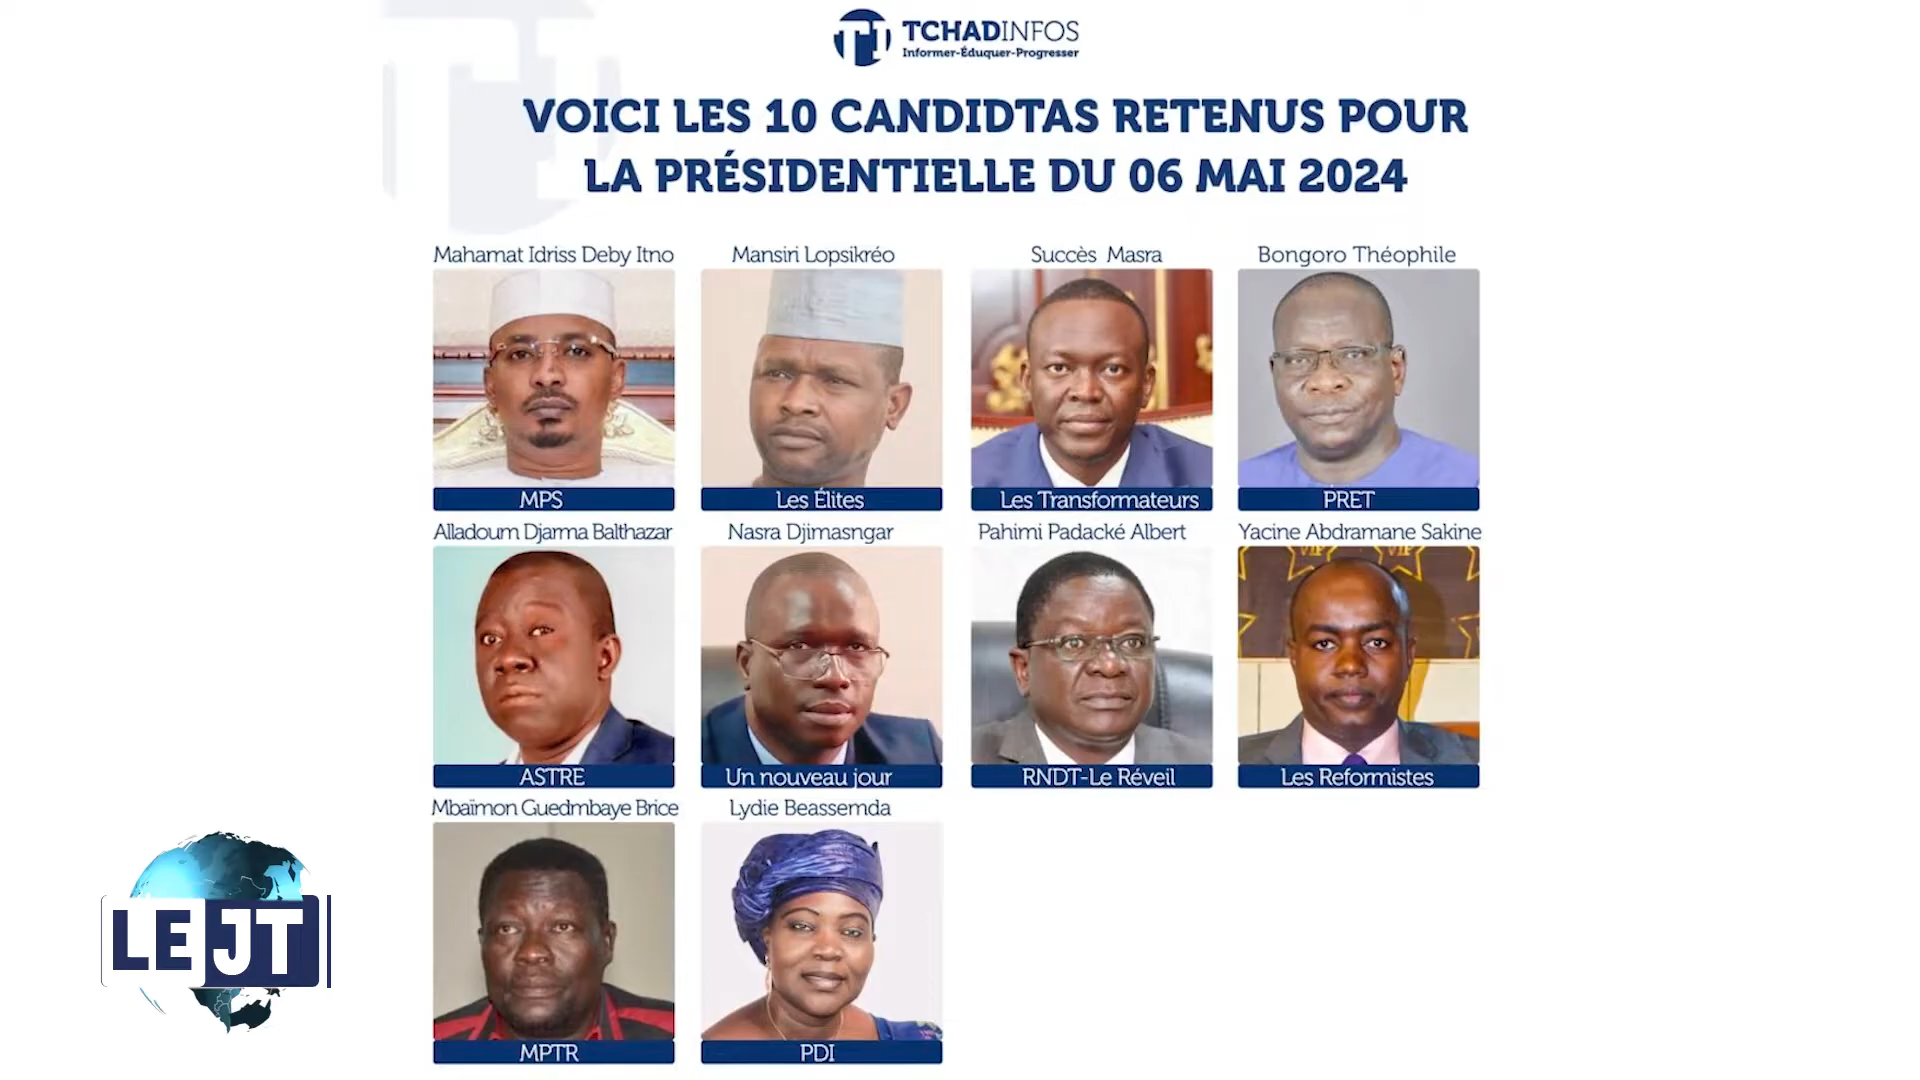 TCHADINFOS
Informer-Éduquer-Progresser
VOICI LES 10 CANDIDTAS RETENUS POUR
LA PRÉSIDENTIELLE DU 06 MAI 2024
Mahamat Idriss Deby Itno
Mansiri Lopsikréo
Succès Masra
Bongoro Théophile
MPS
Les Élites
Les Transformateurs
PRET
Alladoum Djarma Balthazar
Nasra Djimasngar
Pahimi Padacké Albert
Yacine Abdramane Sakine
VIP
VIP
ASTRE
Un nouveau jour
RNDT-Le Réveil
Les Reformistes
Mbaïmon Guedmbaye Brice
Lydie Beassemda
MPTR
PDI
LE JT